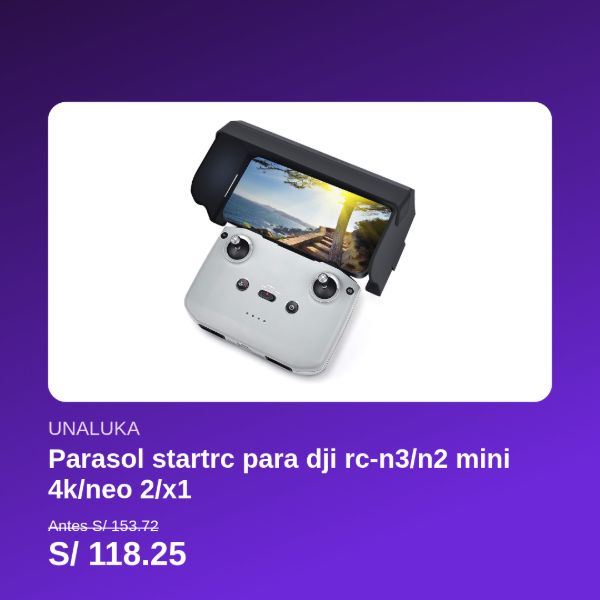 UNALUKA
Parasol startrc para dji rc-n3/n2 mini
4k/neo 2/x1
Antes S/ 153.72
S/ 118.25